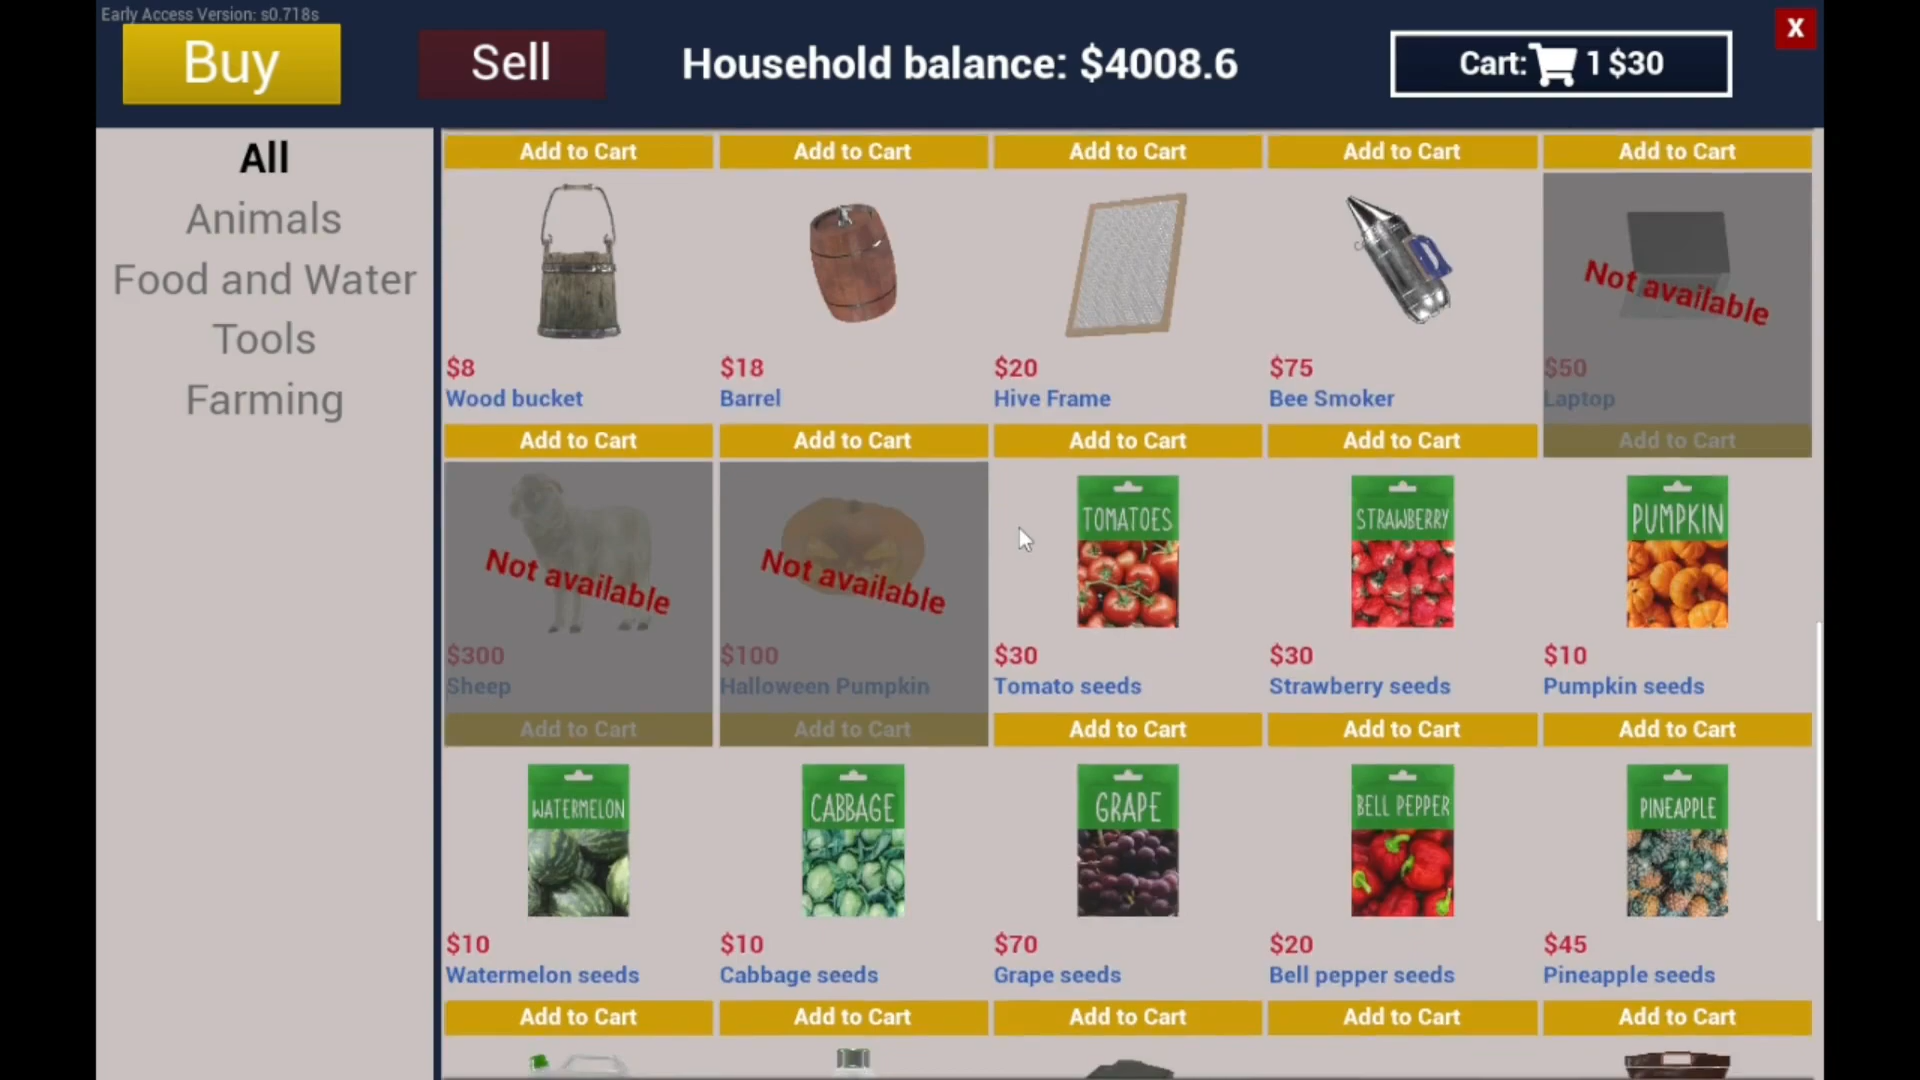 Early Access Version: s0.718s
Buy
Sell
Household balance: $4008.6
Cart: 1 $30
X
All
Animals
Food and Water
Tools
Farming
Add to Cart
Add to Cart
Add to Cart
Add to Cart
Add to Cart
$8
Wood bucket
Add to Cart
$18
Barrel
Add to Cart
$20
Hive Frame
Add to Cart
$75
Bee Smoker
Add to Cart
Not available
$50
Laptop
Add to Cart
Not available
$300
Sheep
Add to Cart
Not available
$100
Halloween Pumpkin
Add to Cart
TOMATOES
$30
Tomato seeds
Add to Cart
STRAWBERRY
$30
Strawberry seeds
Add to Cart
PUMPKIN
$10
Pumpkin seeds
Add to Cart
WATERMELON
$10
Watermelon seeds
Add to Cart
CABBAGE
$10
Cabbage seeds
Add to Cart
GRAPE
$70
Grape seeds
Add to Cart
BELL PEPPER
$20
Bell pepper seeds
Add to Cart
PINEAPPLE
$45
Pineapple seeds
Add to Cart